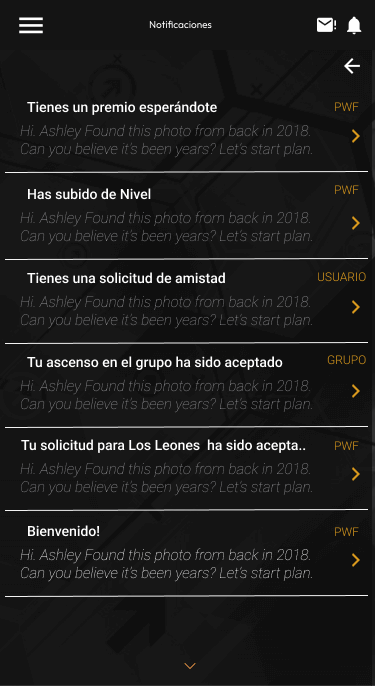 Notificaciones
Tienes un premio esperándote PWF
Hi. Ashley Found this photo from back in 2018.
Can you believe it's been years? Let's start plan.
Has subido de Nivel PWF
Hi. Ashley Found this photo from back in 2018.
Can you believe it's been years? Let's start plan.
Tienes una solicitud de amistad USUARIO
Hi. Ashley Found this photo from back in 2018.
Can you believe it's been years? Let's start plan.
Tu ascenso en el grupo ha sido aceptado GRUPO
Hi. Ashley Found this photo from back in 2018.
Can you believe it's been years? Let's start plan.
Tu solicitud para Los Leones ha sido acepta.. PWF
Hi. Ashley Found this photo from back in 2018.
Can you believe it's been years? Let's start plan.
Bienvenido! PWF
Hi. Ashley Found this photo from back in 2018.
Can you believe it's been years? Let's start plan.